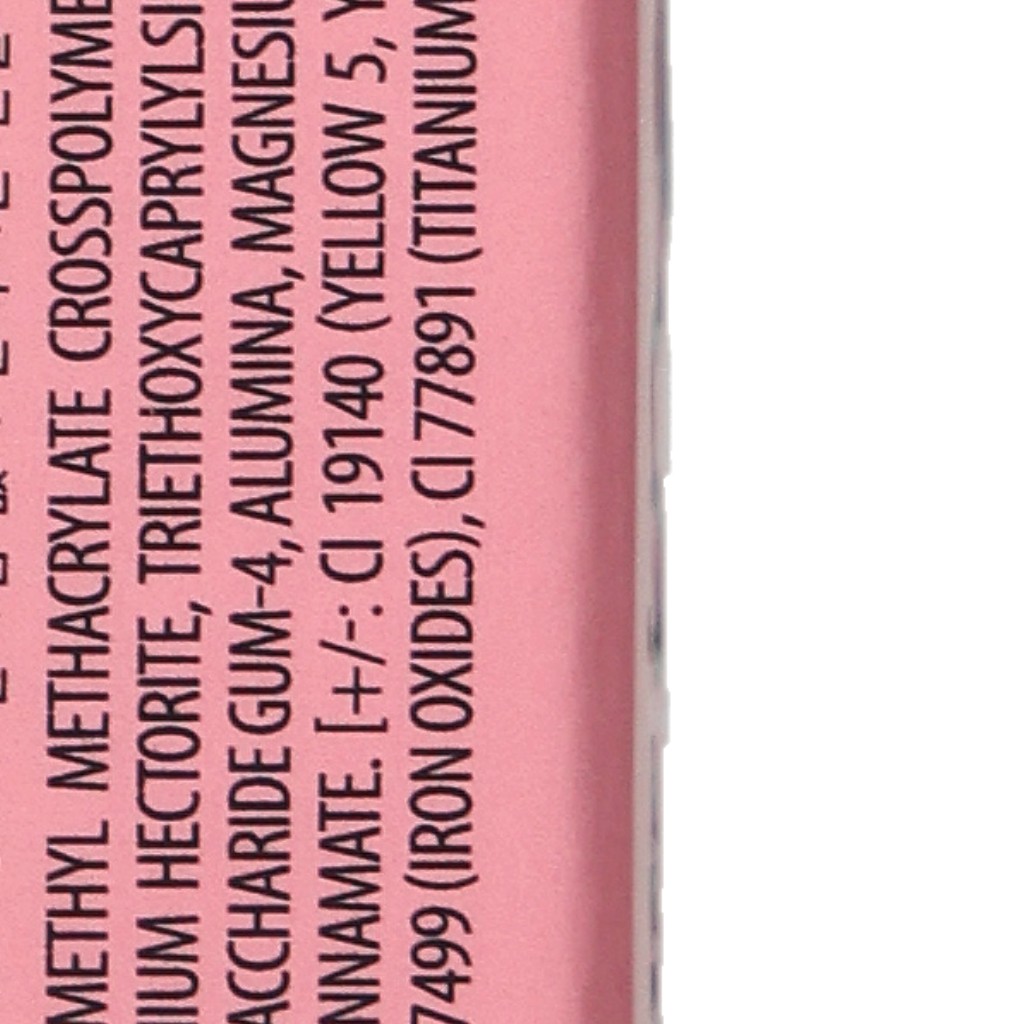 METHYL METHACRYLATE CROSSPOLYME
IUM HECTORITE, TRIETHOXYCAPRYLYLSI
ACCHARIDE GUM-4, ALUMINA, MAGNESIU
NNAMATE. [+/-: CI 19140 (YELLOW 5, Y
7499 (IRON OXIDES), CI 77891 (TITANIUM